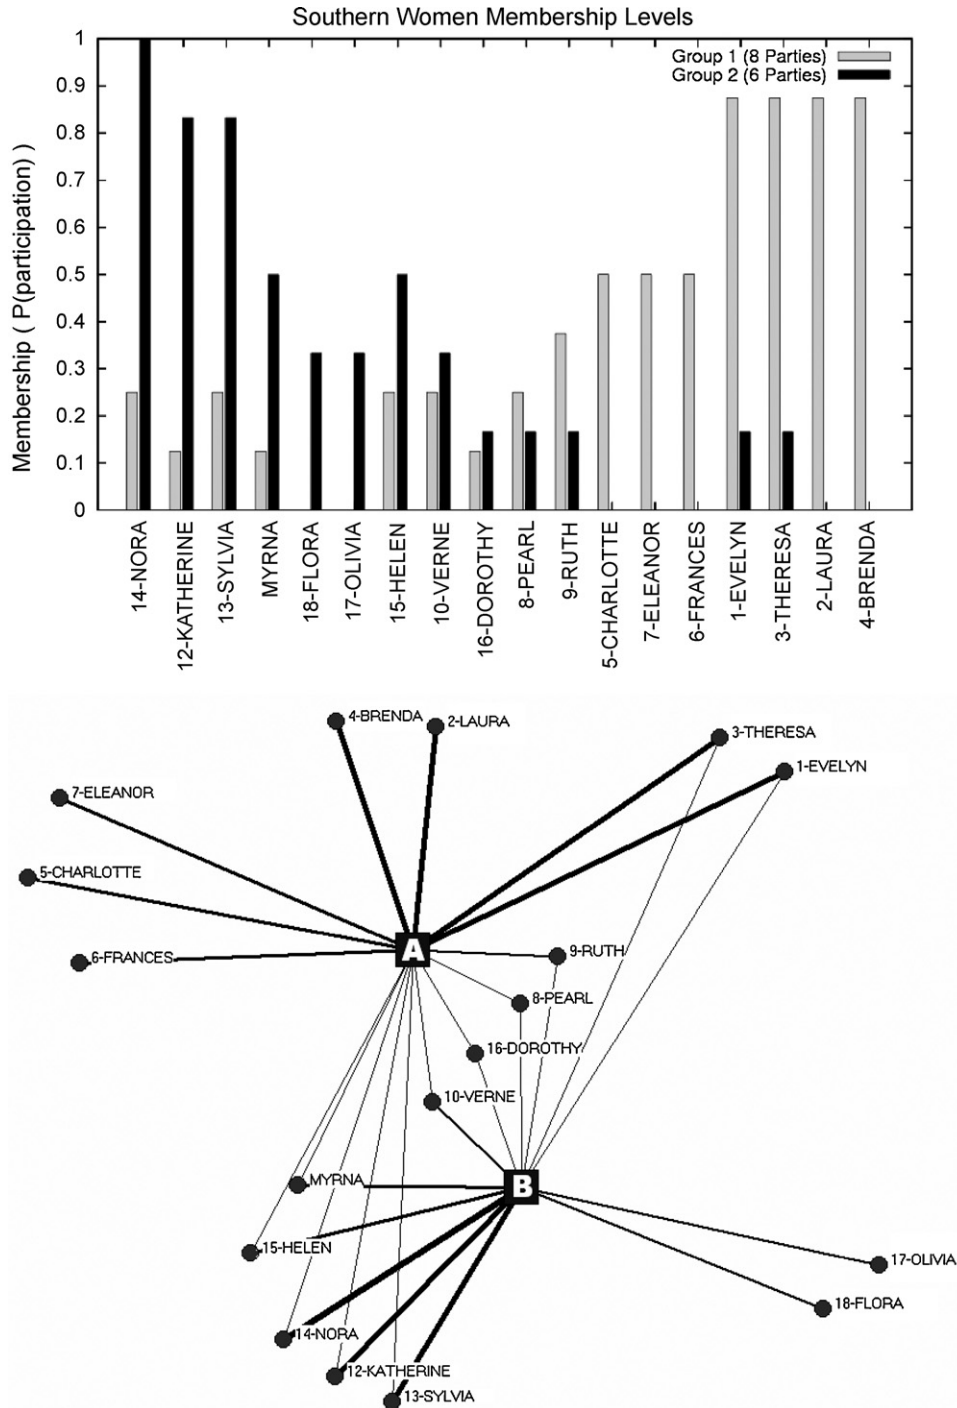 Southern Women Membership Levels
Group 1 (8 Parties)
Group 2 (6 Parties)
Membership ( P(participation) )
1
0.9
0.8
0.7
0.6
0.5
0.4
0.3
0.2
0.1
0
14-NORA
12-KATHERINE
13-SYLVIA
MYRNA
18-FLORA
17-OLIVIA
15-HELEN
10-VERNE
16-DOROTHY
8-PEARL
9-RUTH
5-CHARLOTTE
7-ELEANOR
6-FRANCES
1-EVELYN
3-THERESA
2-LAURA
4-BRENDA
4-BRENDA
2-LAURA
3-THERESA
1-EVELYN
7-ELEANOR
5-CHARLOTTE
6-FRANCES
A
9-RUTH
8-PEARL
16-DOROTHY
10-VERNE
MYRNA
B
15-HELEN
17-OLIVIA
18-FLORA
14-NORA
12-KATHERINE
13-SYLVIA